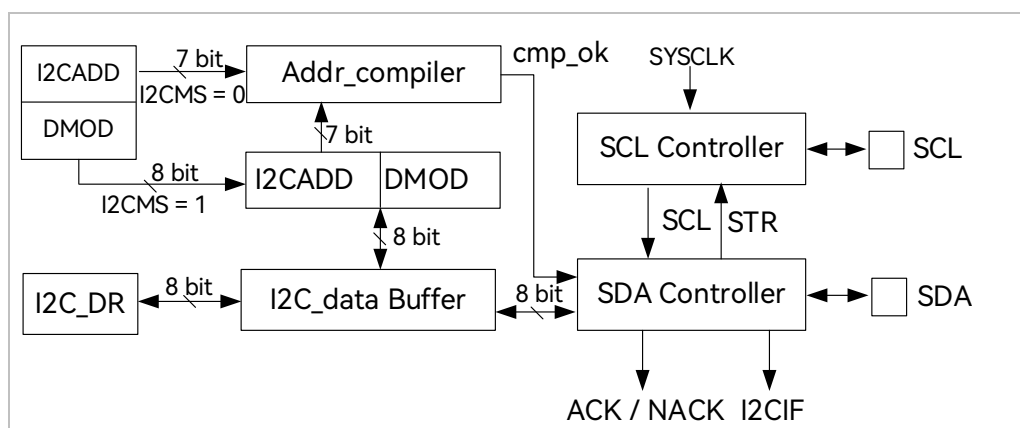 I2CADD
7 bit
I2CMS = 0
DMOD
8 bit
I2CMS = 1
Addr_compiler
cmp_ok
7 bit
I2CADD
DMOD
8 bit
I2C_DR
8 bit
I2C_data Buffer
8 bit
SYSCLK
SCL Controller
SCL
SCL
STR
SDA Controller
SDA
ACK / NACK
I2CIF